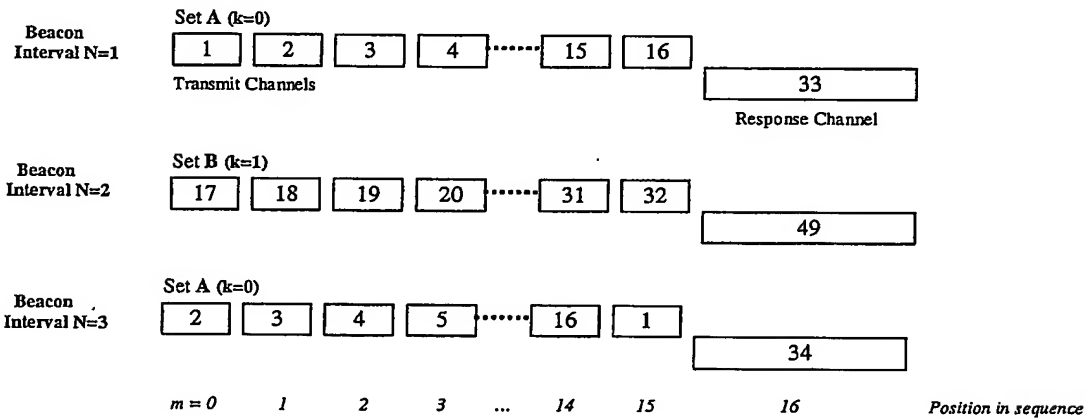 Set A (k=0)
Beacon
Interval N=1
1 2 3 4 15 16
Transmit Channels
33
Response Channel
Set B (k=1)
Beacon
Interval N=2
17 18 19 20 31 32
49
Set A (k=0)
Beacon
Interval N=3
2 3 4 5 16 1
34
m = 0 1 2 3 ... 14 15 16 Position in sequence